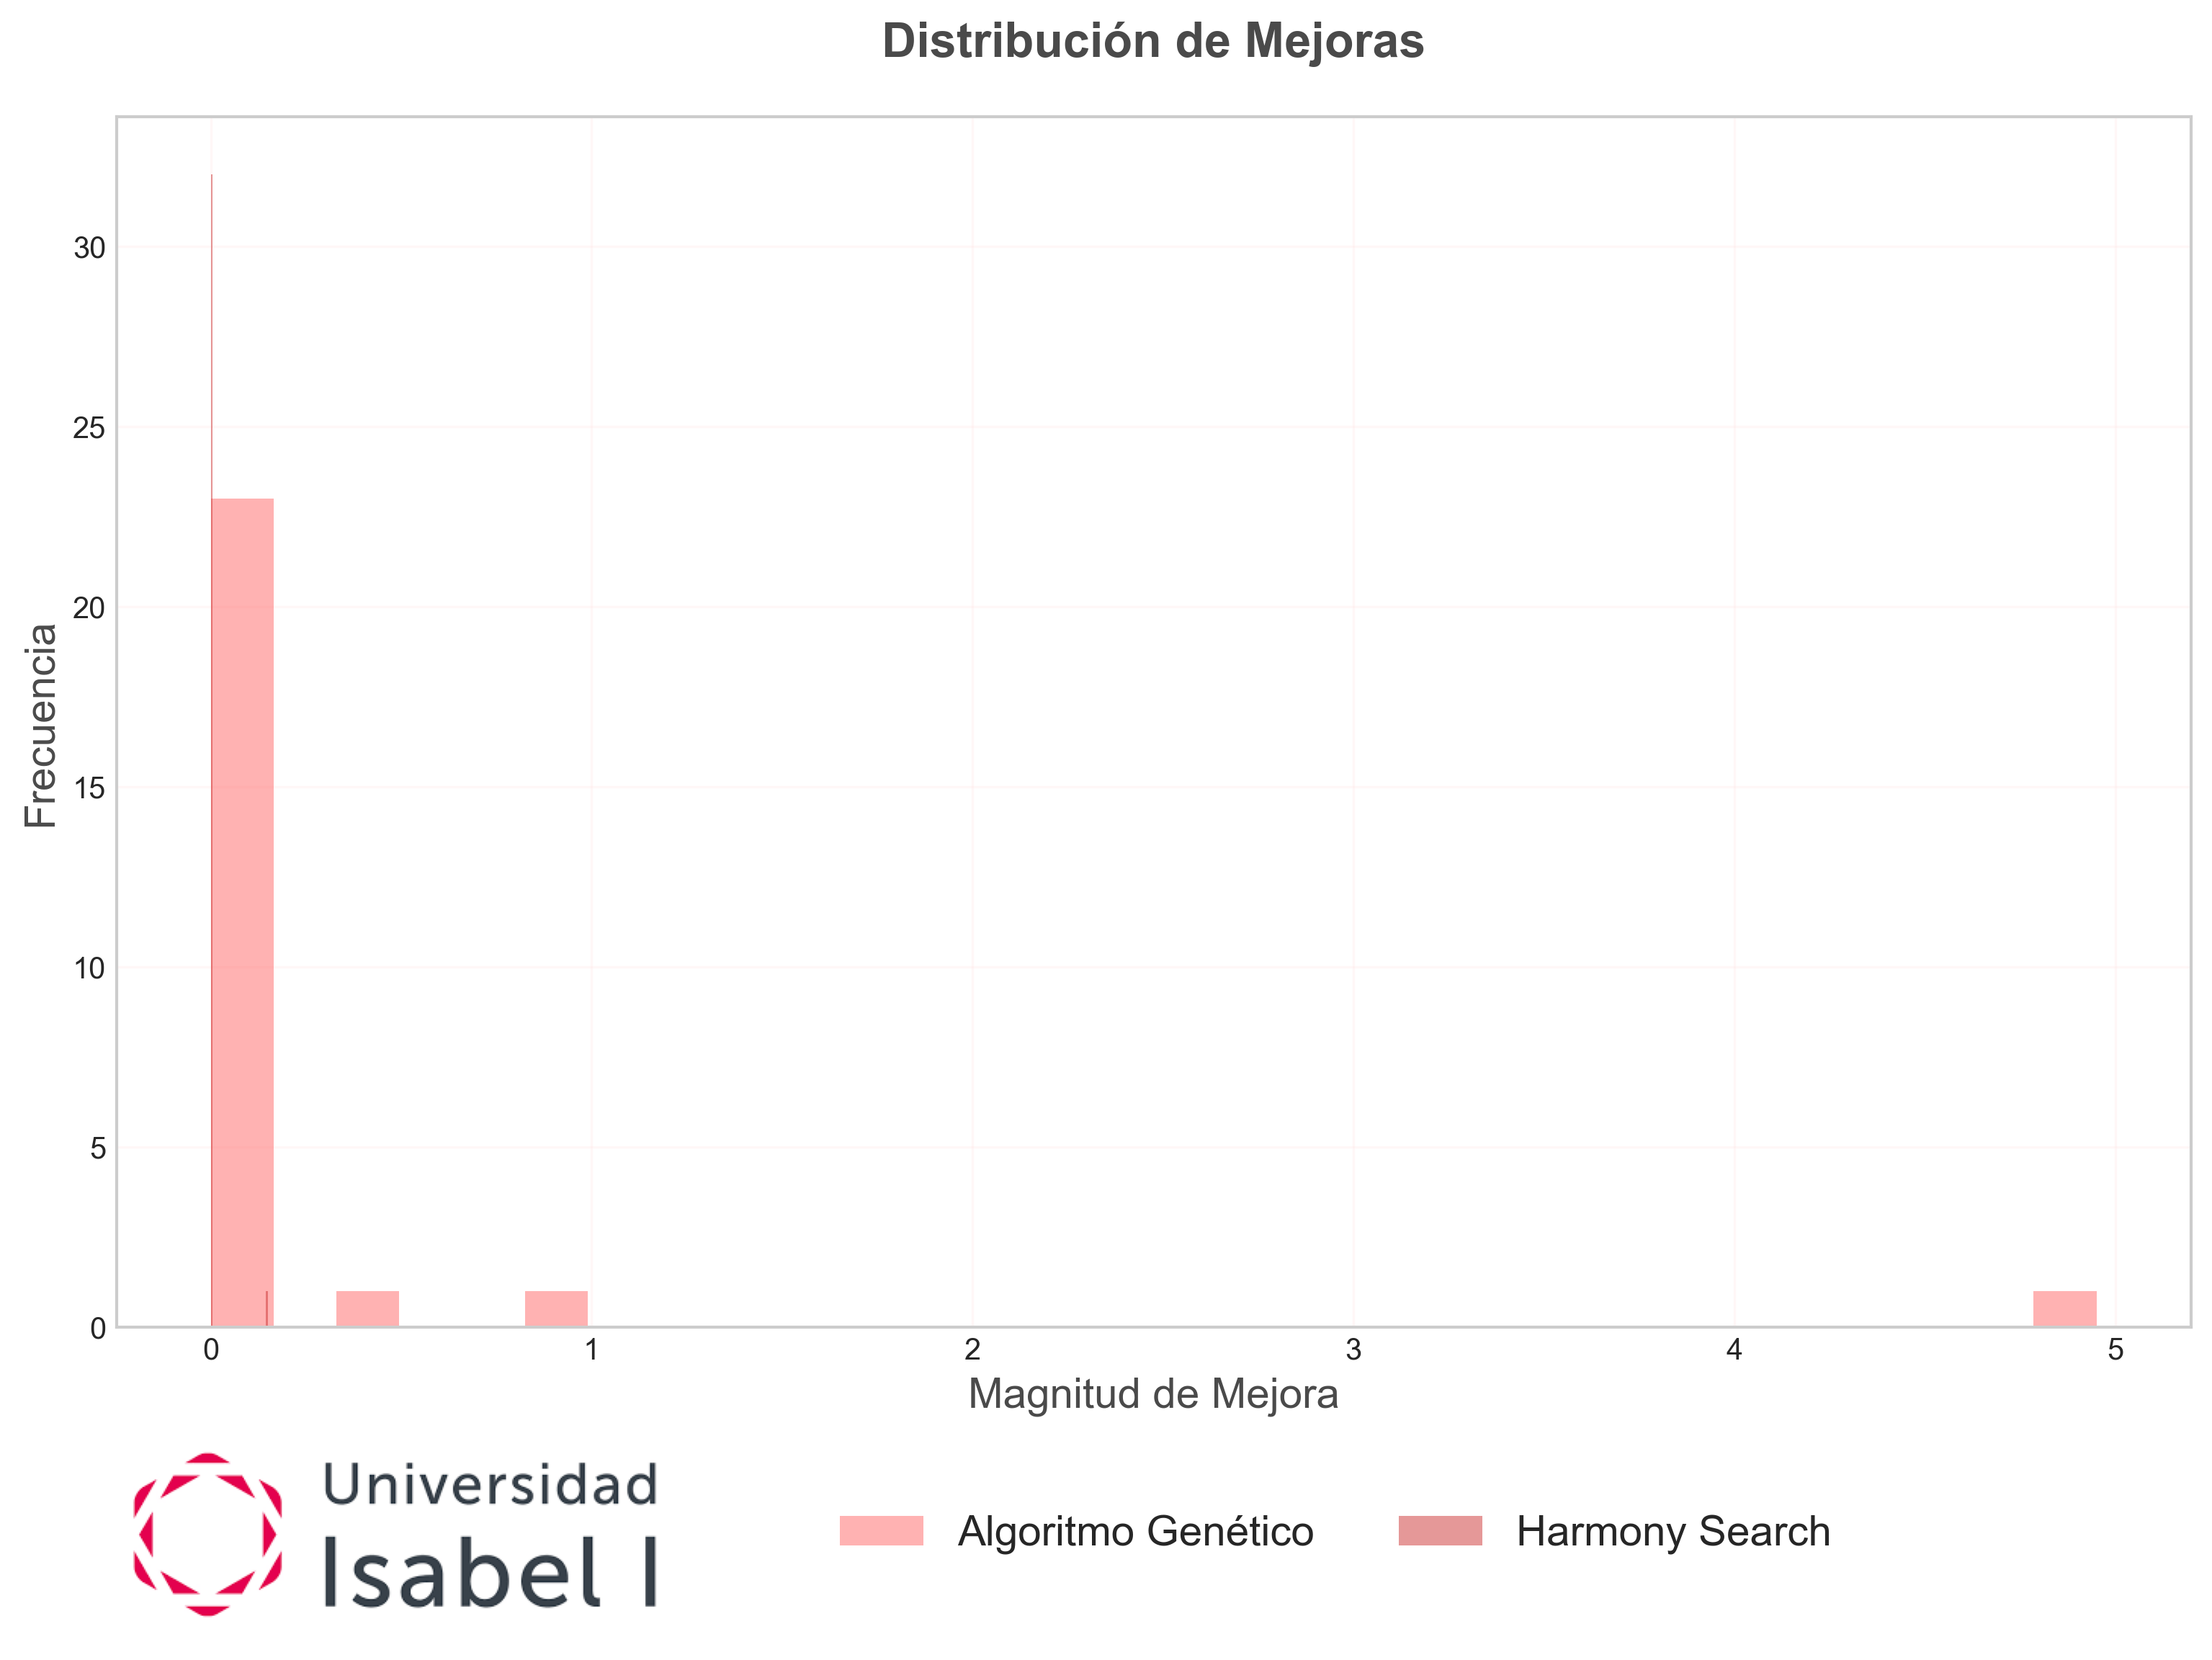 Distribución de Mejoras
Frecuencia
30
25
20
15
10
5
0
0 1 2 3 4 5
Magnitud de Mejora
Universidad
Isabel I
Algoritmo Genético Harmony Search